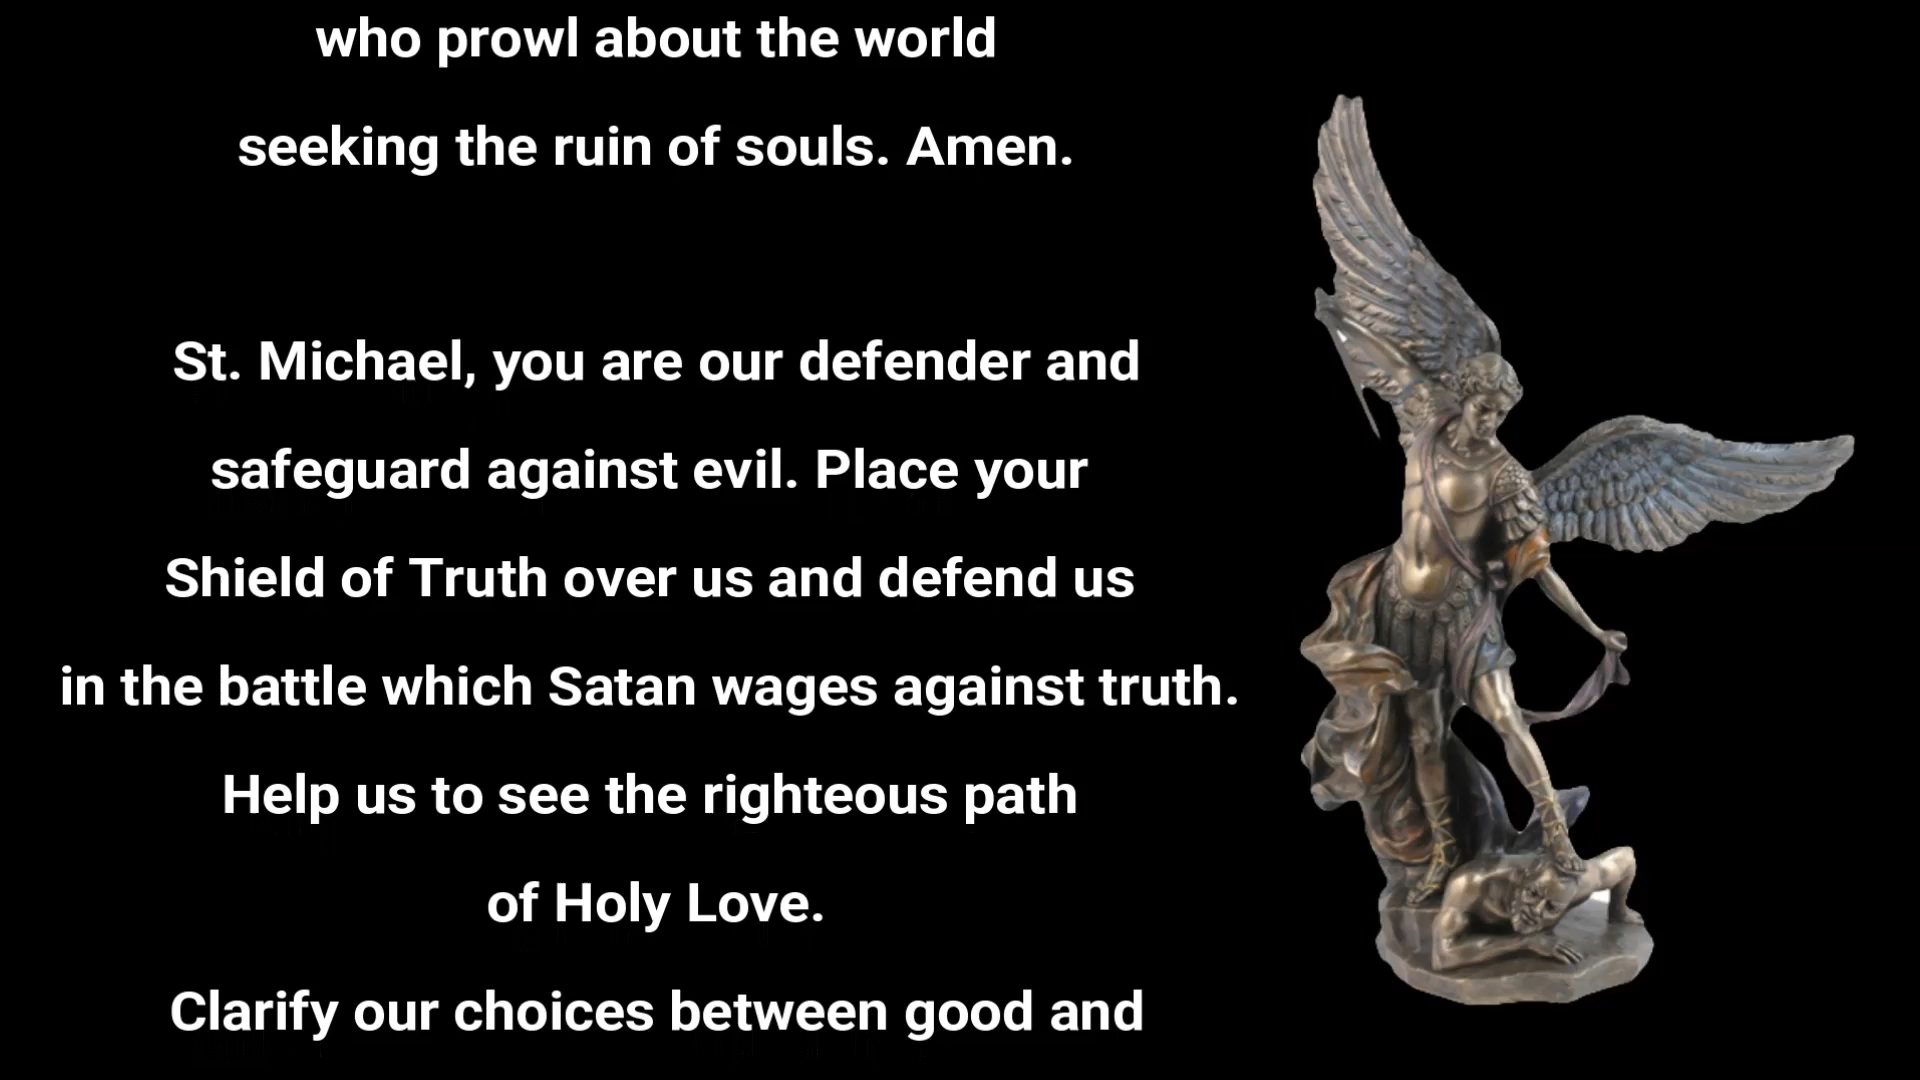 who prowl about the world
seeking the ruin of souls. Amen.
St. Michael, you are our defender and
safeguard against evil. Place your
Shield of Truth over us and defend us
in the battle which Satan wages against truth.
Help us to see the righteous path
of Holy Love.
Clarify our choices between good and